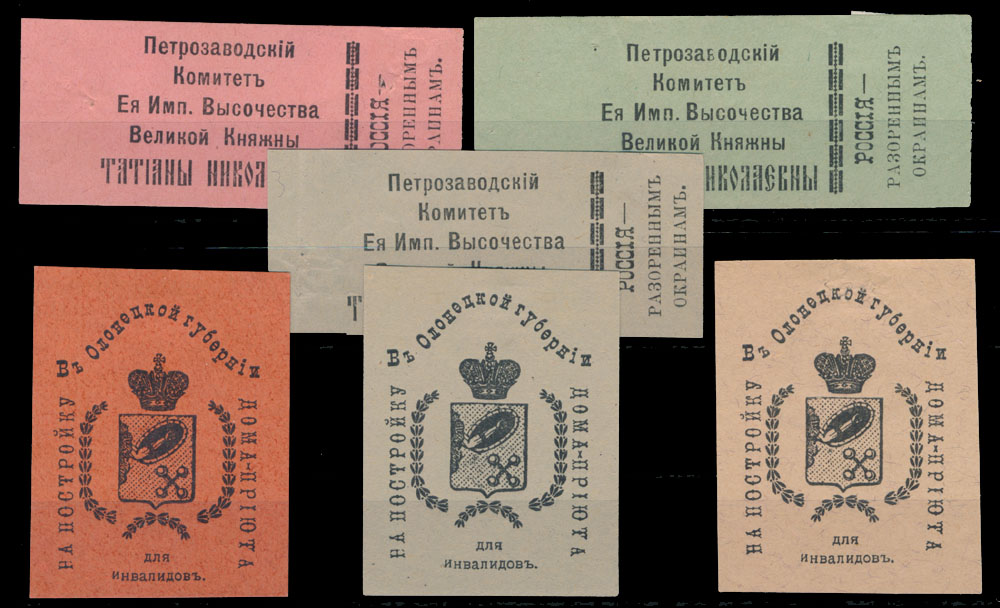 Петрозаводскій
Комитетъ
Ея Имп. Высочества
Великой Княжны
ТАТІАНЫ
РОССІЯ—
ОКРАИНАМЪ.
Петрозаводскій
Комитетъ
Ея Имп. Высочества
Великой Княжны
НИКОЛАЕВНЫ
РОССІЯ—
РАЗОРЕННЫМЪ
ОКРАИНАМЪ.
Петрозаводскій
Комитетъ
Ея Имп. Высочества
Княжны
РОССІЯ—
РАЗОРЕННЫМЪ
ОКРАИНАМЪ.
Въ Олонецкой губерніи
НА ПОСТРОЙКУ
ДОМА-ПРІЮТА
для
инвалидовъ.
Въ Олонецкой губерніи
НА ПОСТРОЙКУ
ДОМА-ПРІЮТА
для
инвалидовъ.
Въ Олонецкой губерніи
НА ПОСТРОЙКУ
ДОМА-ПРІЮТА
для
инвалидовъ.